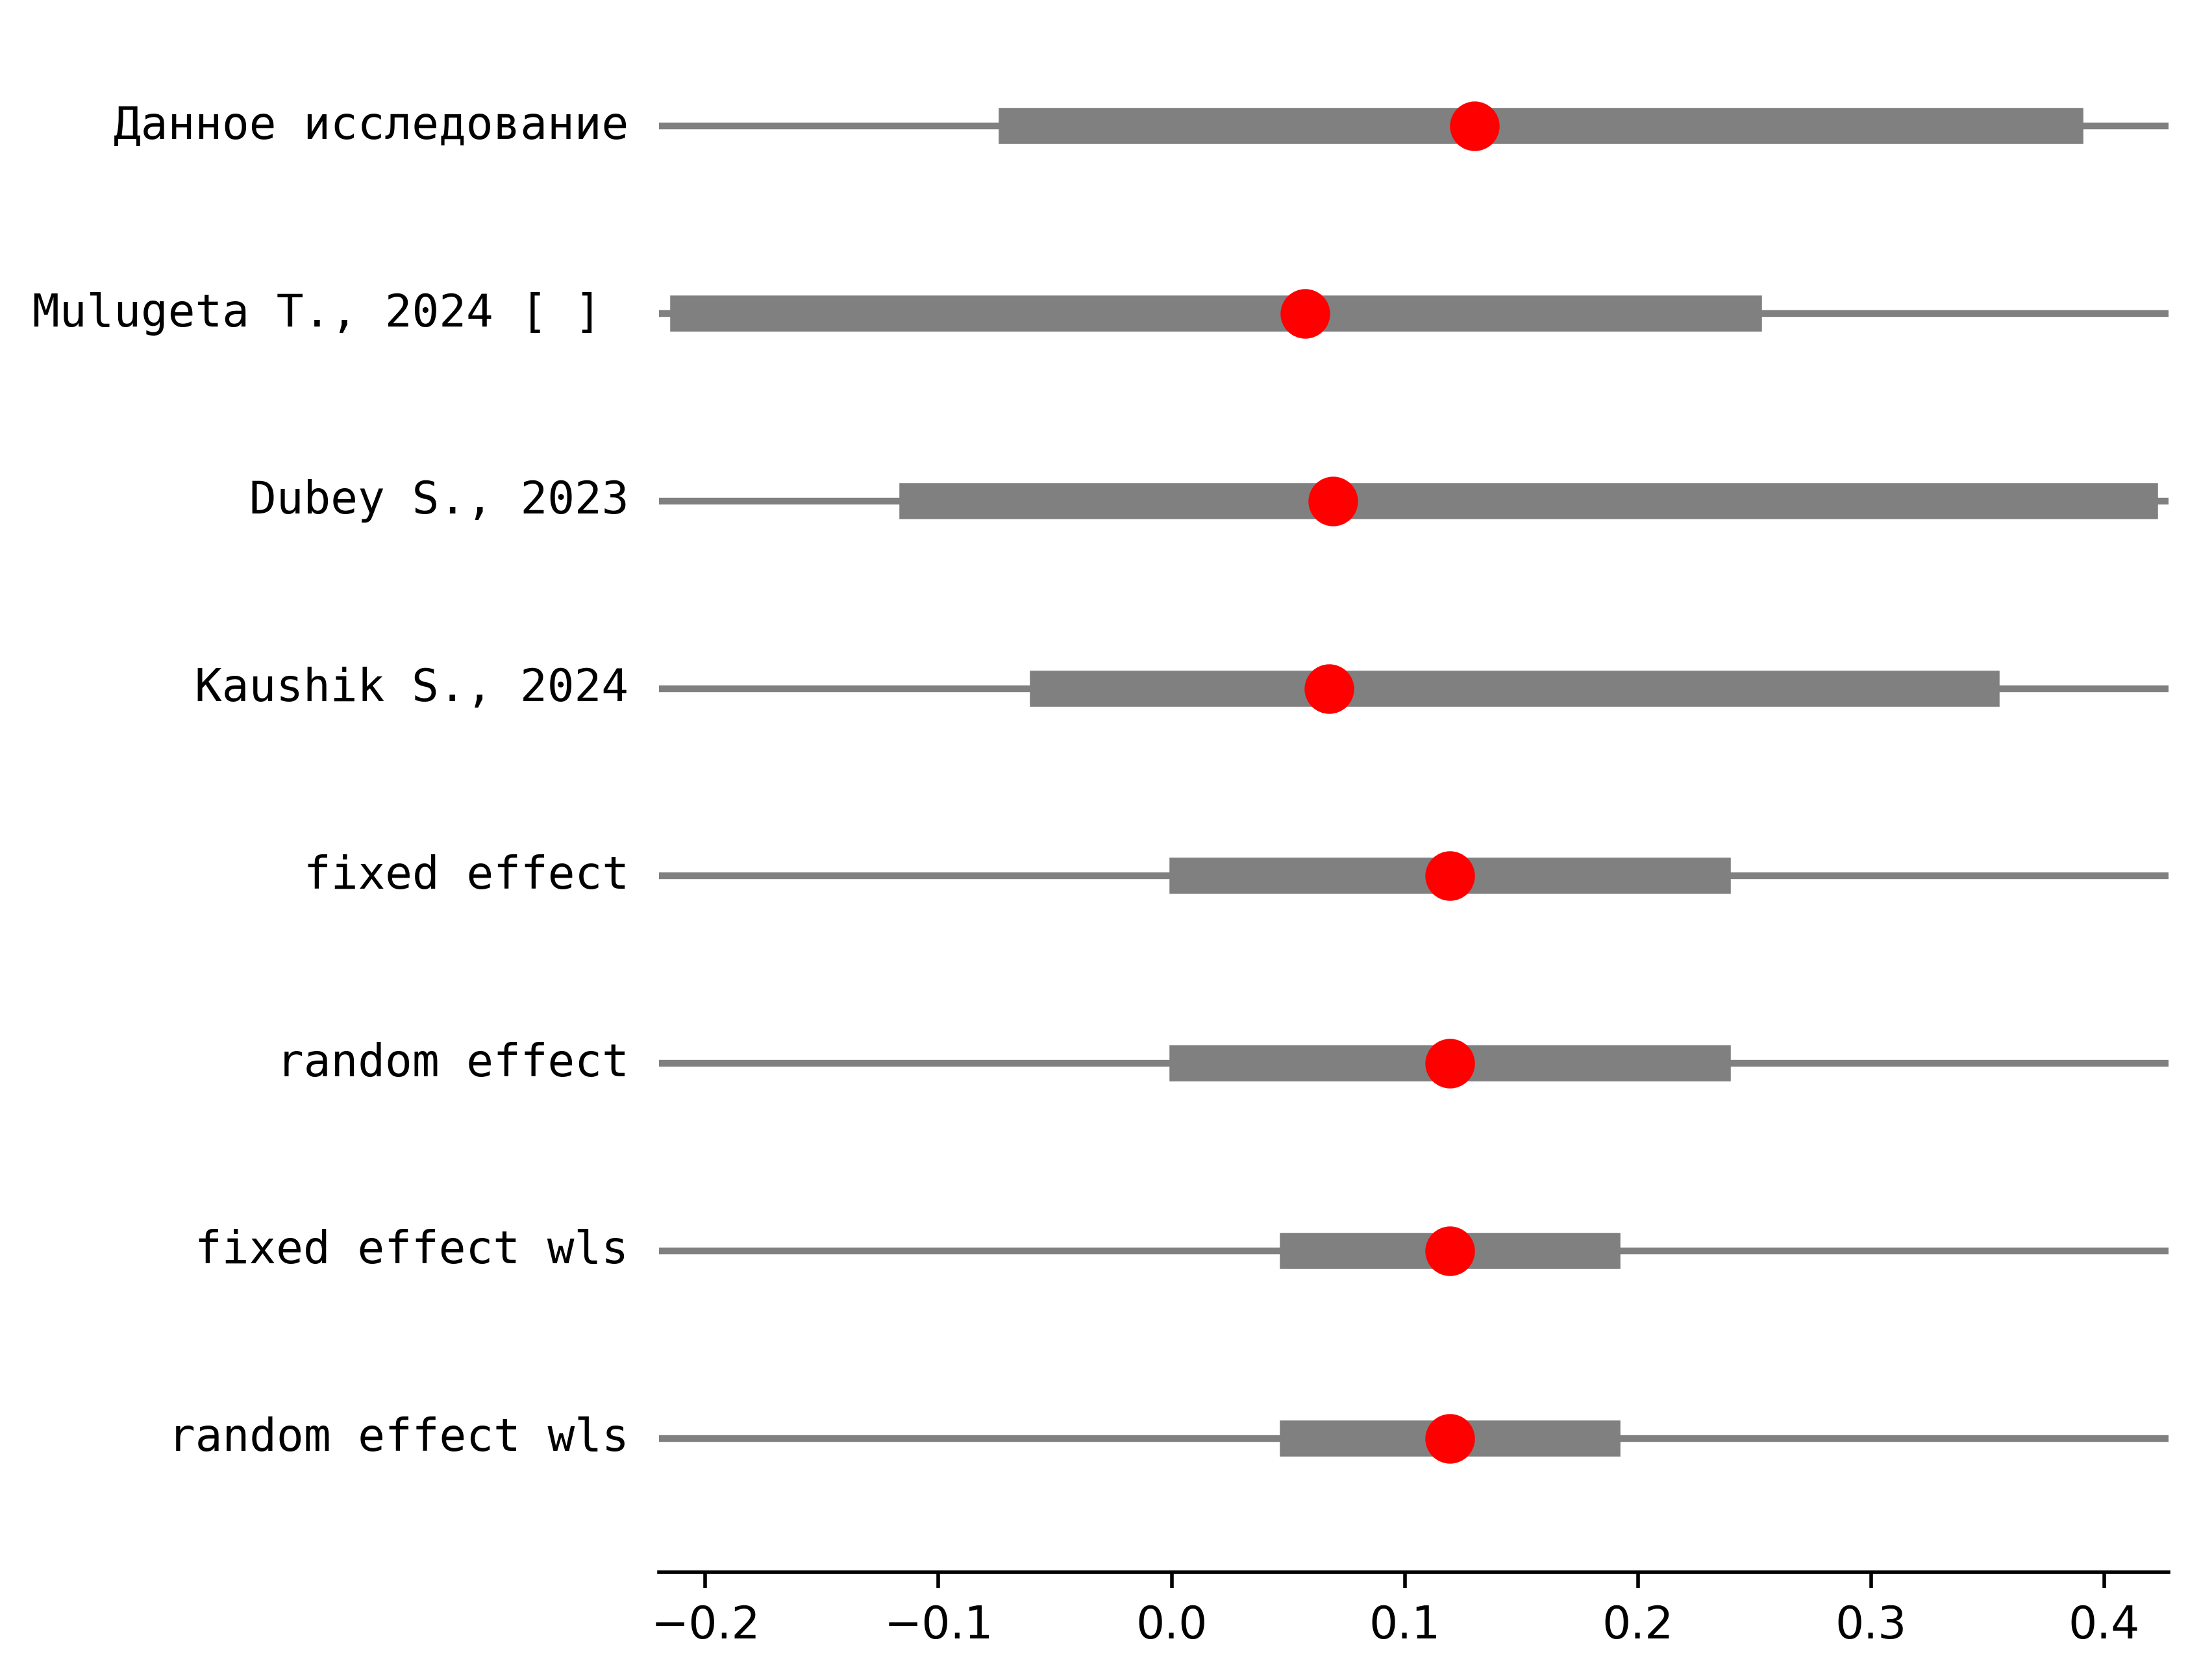 Данное исследование
Mulugeta T., 2024 [ ]
Dubey S., 2023
Kaushik S., 2024
fixed effect
random effect
fixed effect wls
random effect wls
−0.2 −0.1 0.0 0.1 0.2 0.3 0.4